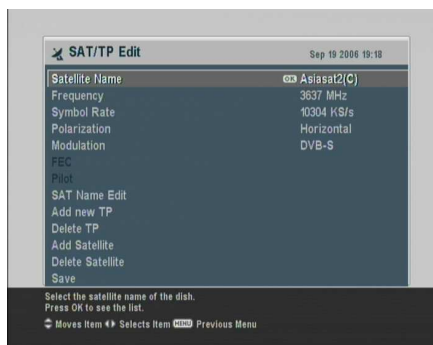 SAT/TP Edit
Sep 19 2006 19:18
Satellite Name OK Asiasat2(C)
Frequency 3637 MHz
Symbol Rate 10304 KS/s
Polarization Horizontal
Modulation DVB-S
FEC
Pilot
SAT Name Edit
Add new TP
Delete TP
Add Satellite
Delete Satellite
Save
Select the satellite name of the dish.
Press OK to see the list.
Moves Item Selects Item MENU Previous Menu